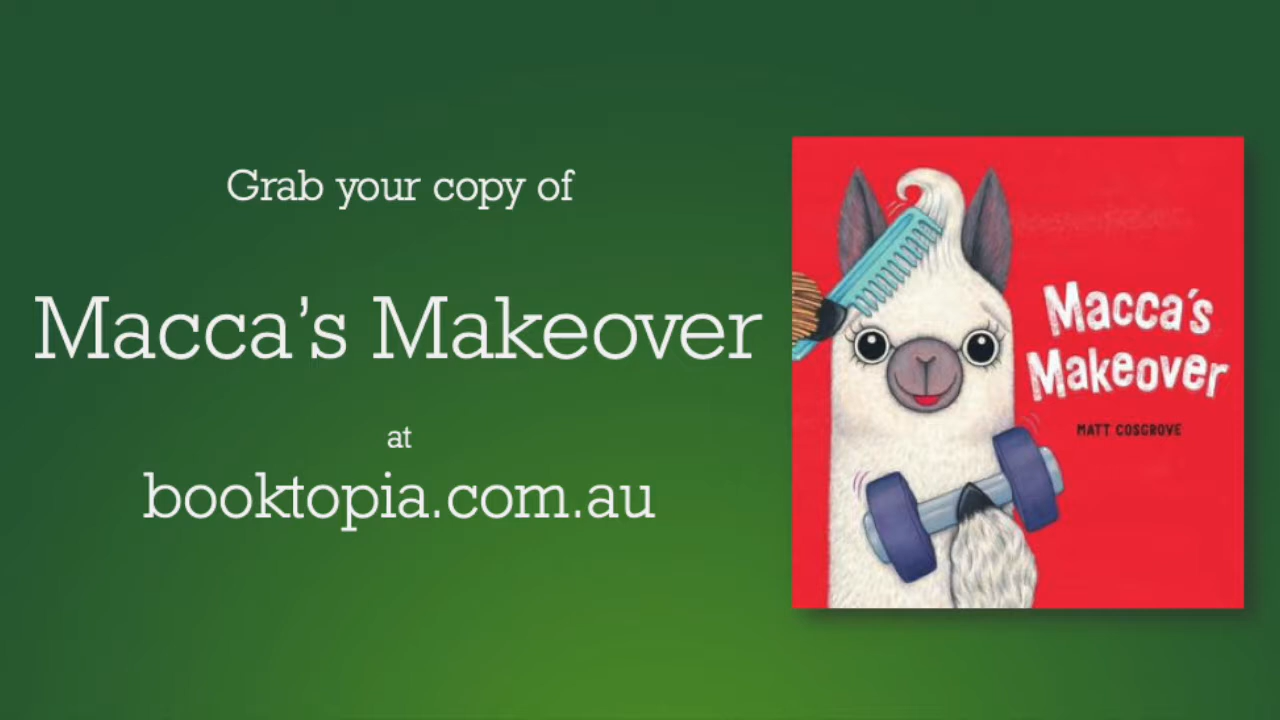 Grab your copy of
Macca's Makeover
at
booktopia.com.au
Macca's
Makeover
MATT COSGROVE